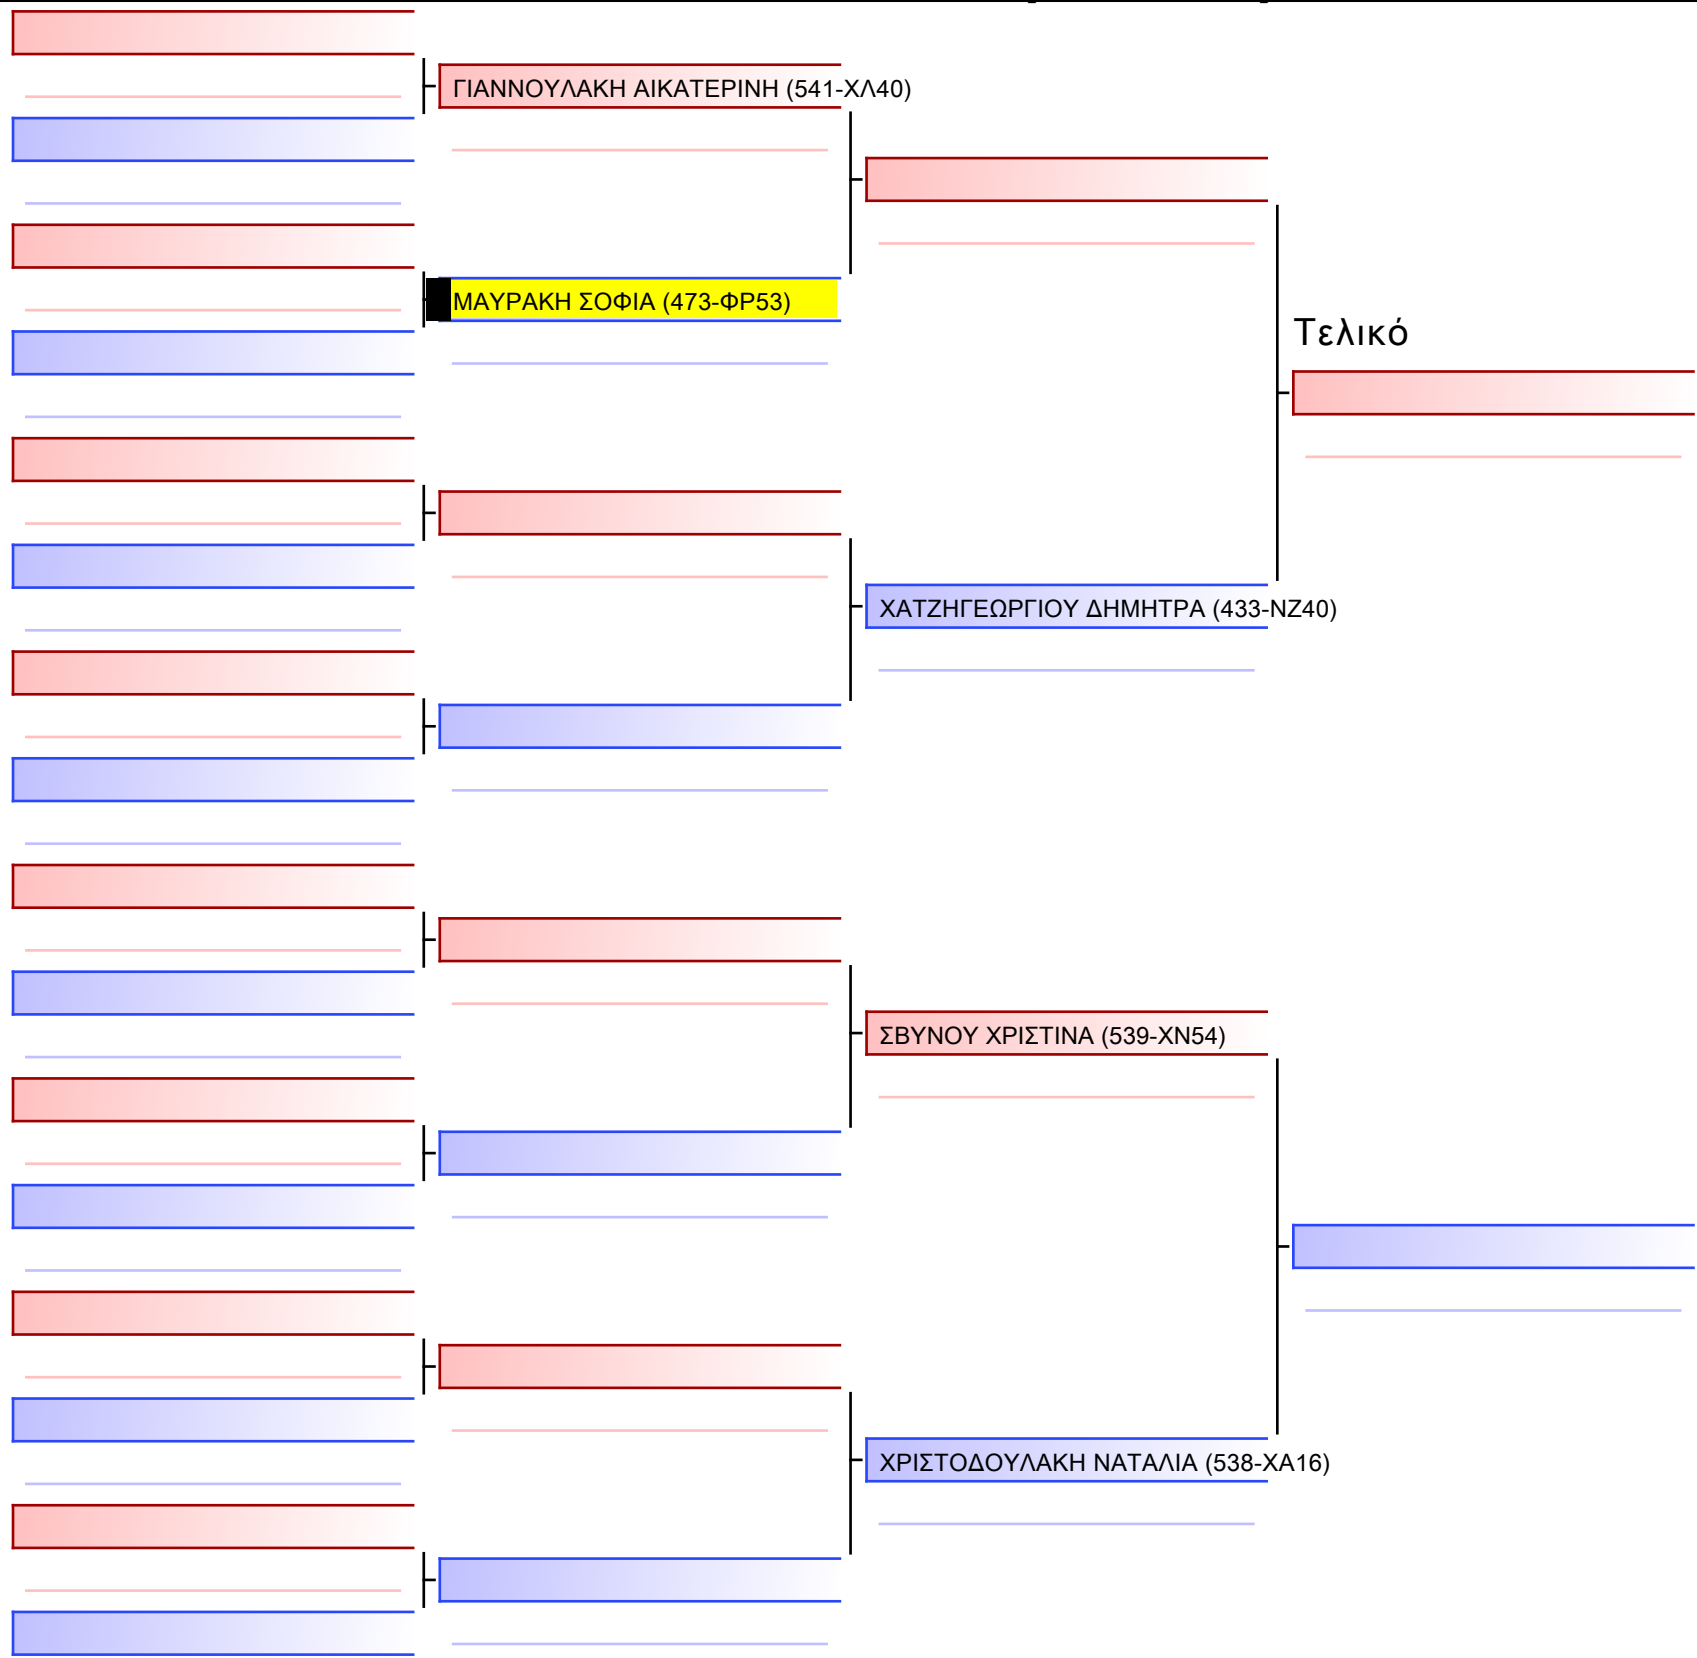 ΓΙΑΝΝΟΥΛΑΚΗ ΑΙΚΑΤΕΡΙΝΗ (541-ΧΛ40)
ΜΑΥΡΑΚΗ ΣΟΦΙΑ (473-ΦΡ53)
Τελικό
ΧΑΤΖΗΓΕΩΡΓΙΟΥ ΔΗΜΗΤΡΑ (433-ΝΖ40)
ΣΒΥΝΟΥ ΧΡΙΣΤΙΝΑ (539-ΧΝ54)
ΧΡΙΣΤΟΔΟΥΛΑΚΗ ΝΑΤΑΛΙΑ (538-ΧΑ16)